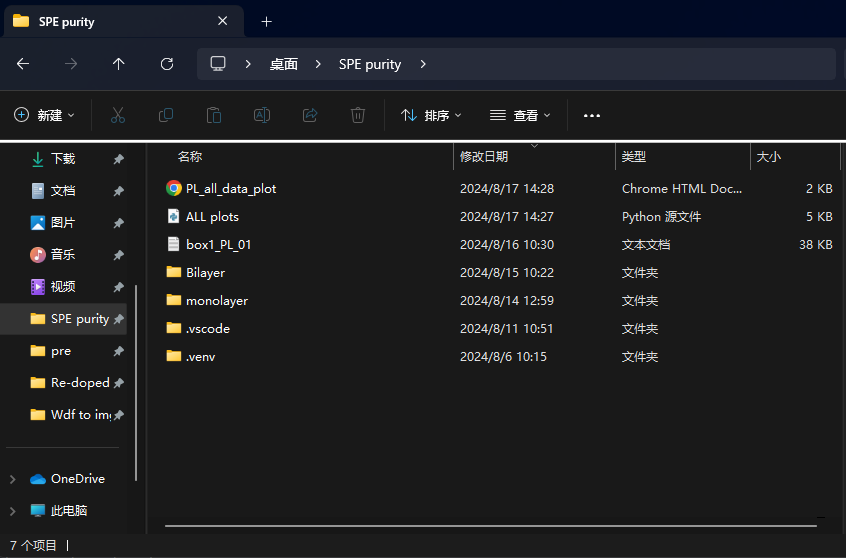 SPE purity
桌面 SPE purity
新建 排序 查看
名称 修改日期 类型 大小
下载
文档
图片
音乐
视频
SPE purity
pre
Re-doped
Wdf to img
OneDrive
此电脑
PL_all_data_plot 2024/8/17 14:28 Chrome HTML Doc... 2 KB
ALL plots 2024/8/17 14:27 Python 源文件 5 KB
box1_PL_01 2024/8/16 10:30 文本文档 38 KB
Bilayer 2024/8/15 10:22 文件夹
monolayer 2024/8/14 12:59 文件夹
.vscode 2024/8/11 10:51 文件夹
.venv 2024/8/6 10:15 文件夹
7 个项目